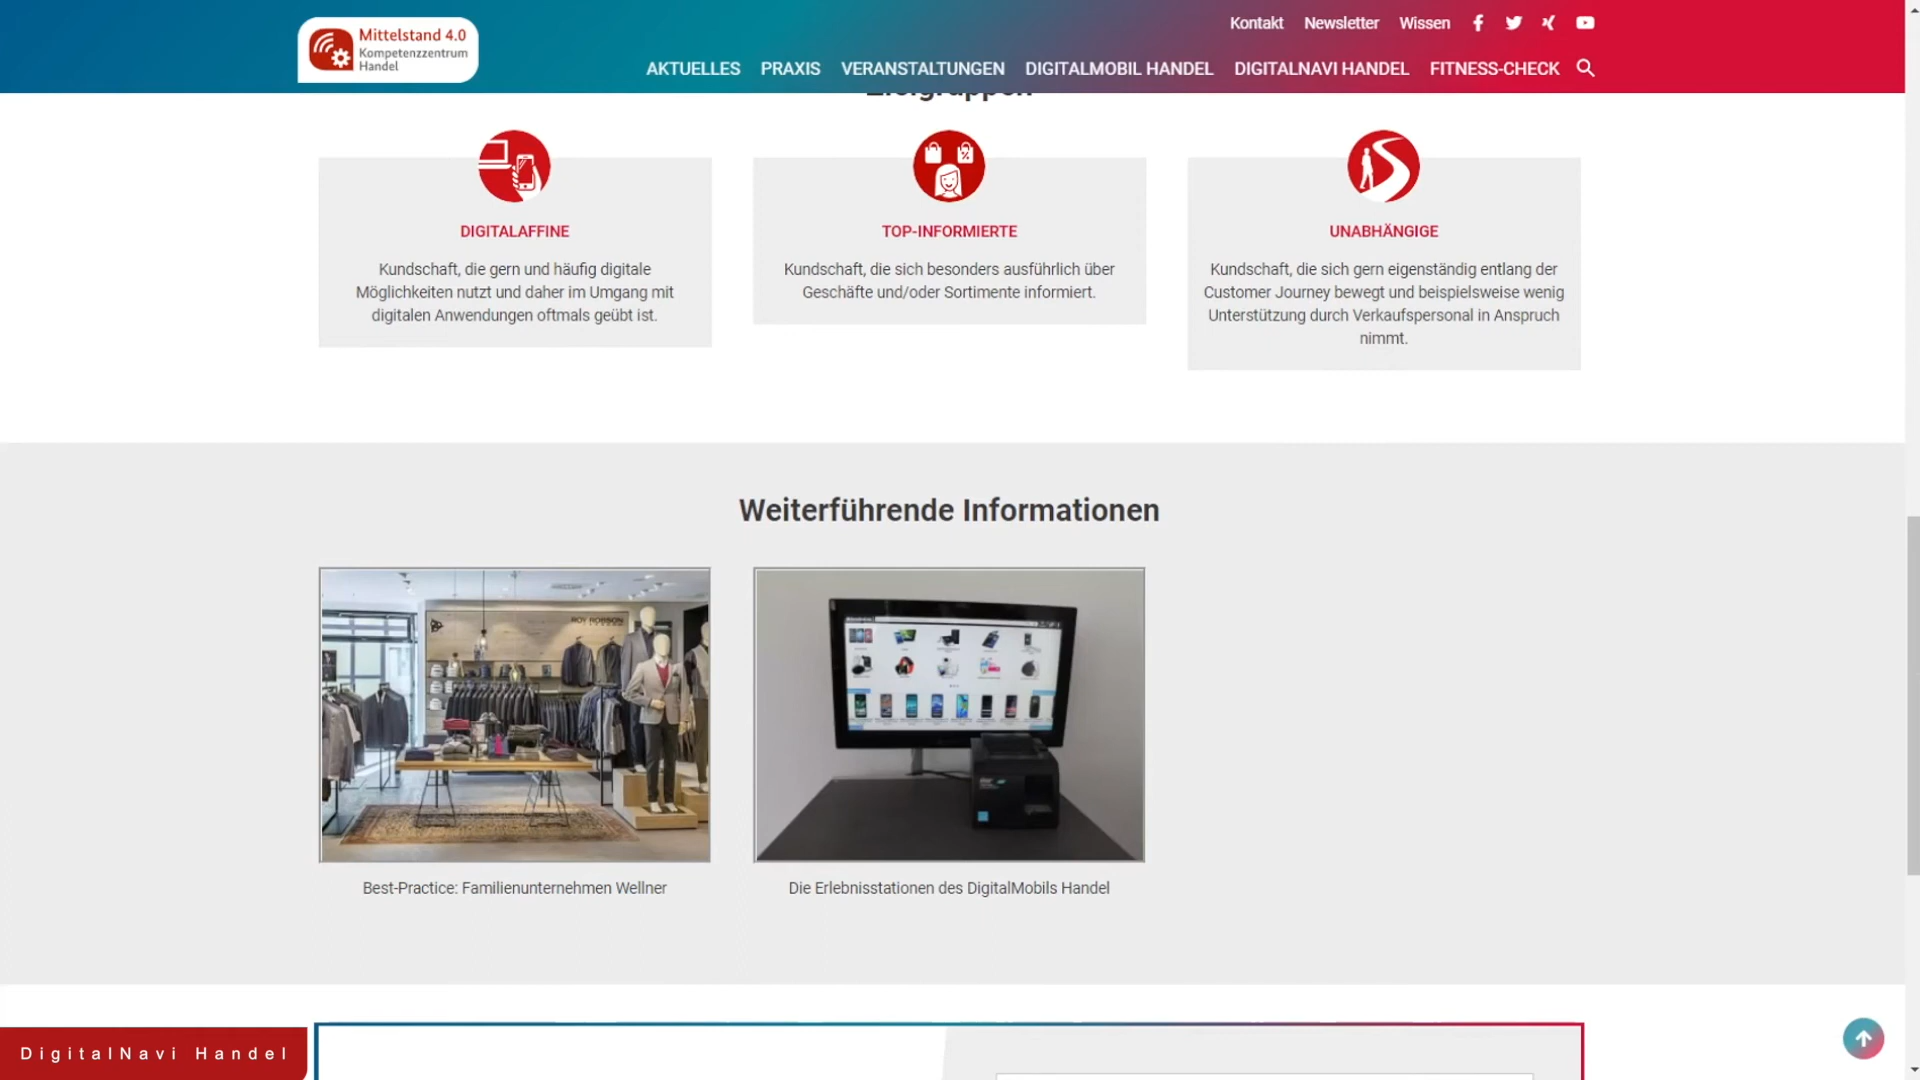 Mittelstand 4.0
Kompetenzzentrum
Handel
Kontakt Newsletter Wissen
AKTUELLES PRAXIS VERANSTALTUNGEN DIGITALMOBIL HANDEL DIGITALNAVI HANDEL FITNESS-CHECK
Zielgruppen
DIGITALAFFINE
Kundschaft, die gern und häufig digitale
Möglichkeiten nutzt und daher im Umgang mit
digitalen Anwendungen oftmals geübt ist.
TOP-INFORMIERTE
Kundschaft, die sich besonders ausführlich über
Geschäfte und/oder Sortimente informiert.
UNABHÄNGIGE
Kundschaft, die sich gern eigenständig entlang der
Customer Journey bewegt und beispielsweise wenig
Unterstützung durch Verkaufspersonal in Anspruch
nimmt.
Weiterführende Informationen
ROY ROBSON
Best-Practice: Familienunternehmen Wellner
Die Erlebnisstationen des DigitalMobils Handel
DigitalNavi Handel